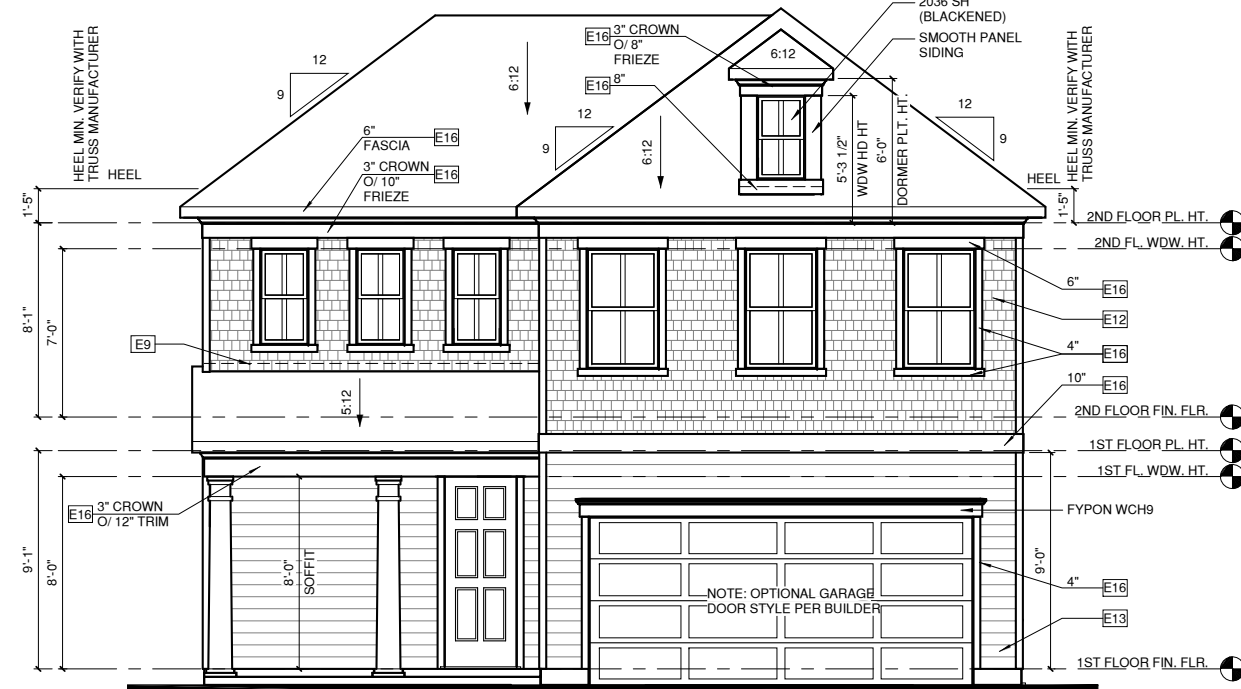 2036 SH
(BLACKENED)
SMOOTH PANEL
SIDING
E16 3" CROWN
O/ 8"
FRIEZE
E16 8"
6:12
HEEL MIN. VERIFY WITH
TRUSS MANUFACTURER
HEEL
1'-5"
12
9
6:12
12
9
6:12
5'-3 1/2"
WDW HD HT
6'-0"
DORMER PLT. HT.
12
9
HEEL MIN. VERIFY WITH
TRUSS MANUFACTURER
HEEL
1'-5"
6" E16
FASCIA
3" CROWN E16
O/ 10"
FRIEZE
2ND FLOOR PL. HT.
2ND FL. WDW. HT.
8'-1"
7'-0"
E9
6" E16
E12
4" E16
10" E16
5:12
2ND FLOOR FIN. FLR.
1ST FLOOR PL. HT.
1ST FL. WDW. HT.
E16 3" CROWN
O/ 12" TRIM
FYPON WCH9
9'-1"
8'-0"
8'-0"
SOFFIT
NOTE: OPTIONAL GARAGE
DOOR STYLE PER BUILDER
9'-0"
4" E16
E13
1ST FLOOR FIN. FLR.